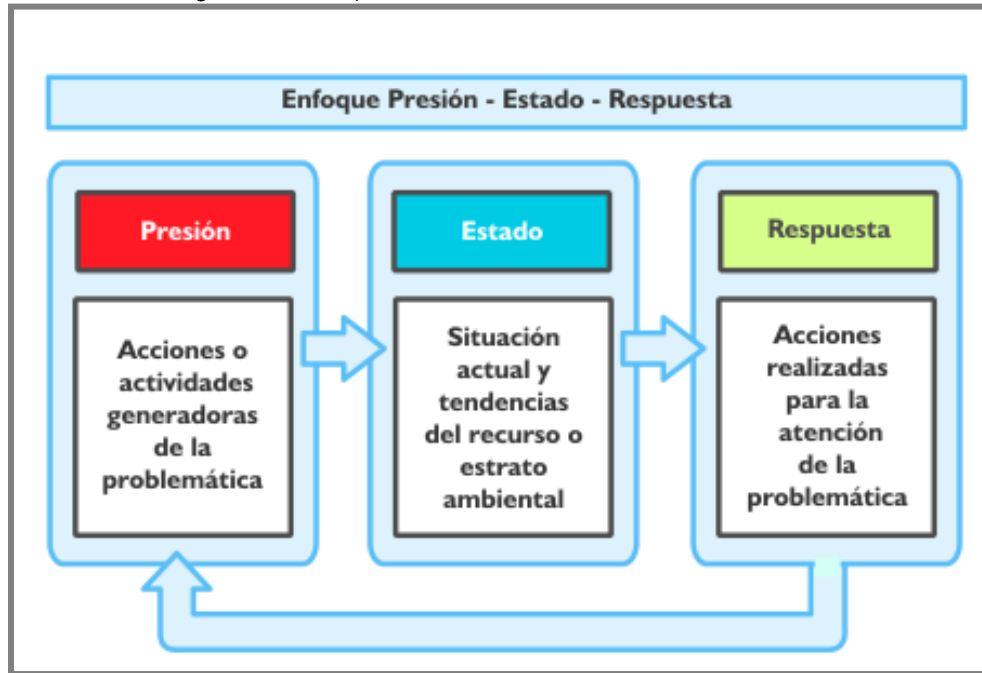 Enfoque Presión - Estado - Respuesta
Presión
Acciones o
actividades
generadoras
de la
problemática
Estado
Situación
actual y
tendencias
del recurso o
estrato
ambiental
Respuesta
Acciones
realizadas
para la
atención
de la
problemática